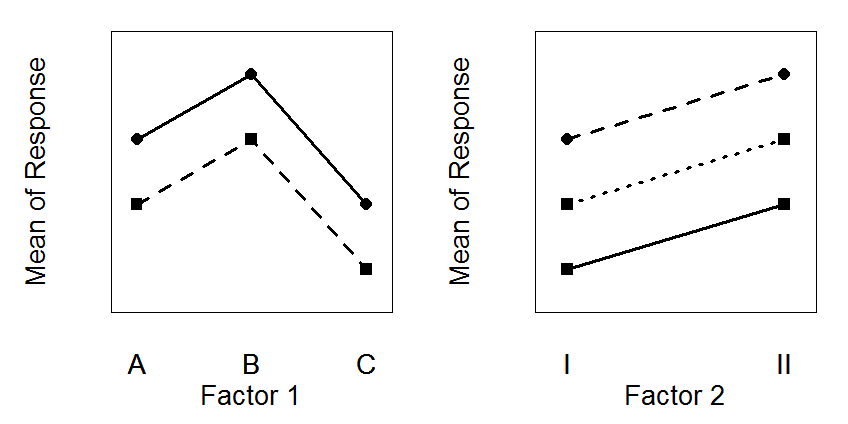 Mean of Response
A B C
Factor 1
Mean of Response
I II
Factor 2